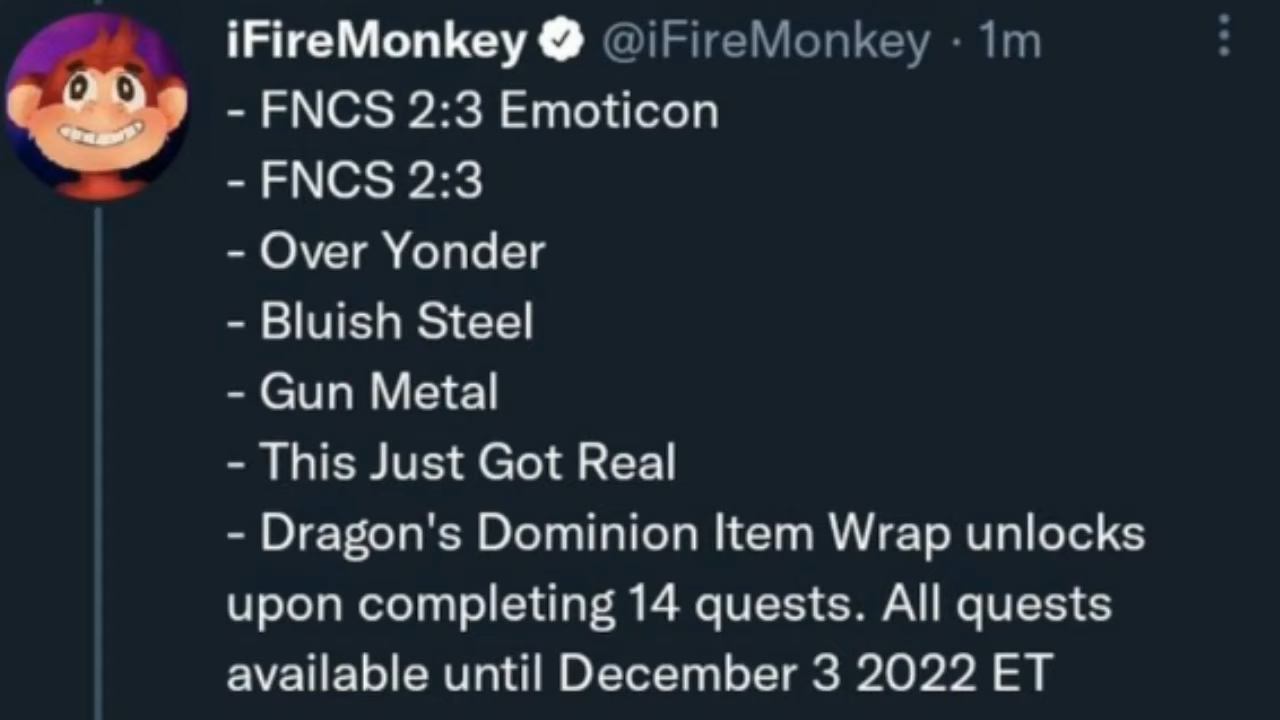 iFireMonkey @iFireMonkey · 1m
- FNCS 2:3 Emoticon
- FNCS 2:3
- Over Yonder
- Bluish Steel
- Gun Metal
- This Just Got Real
- Dragon's Dominion Item Wrap unlocks
upon completing 14 quests. All quests
available until December 3 2022 ET